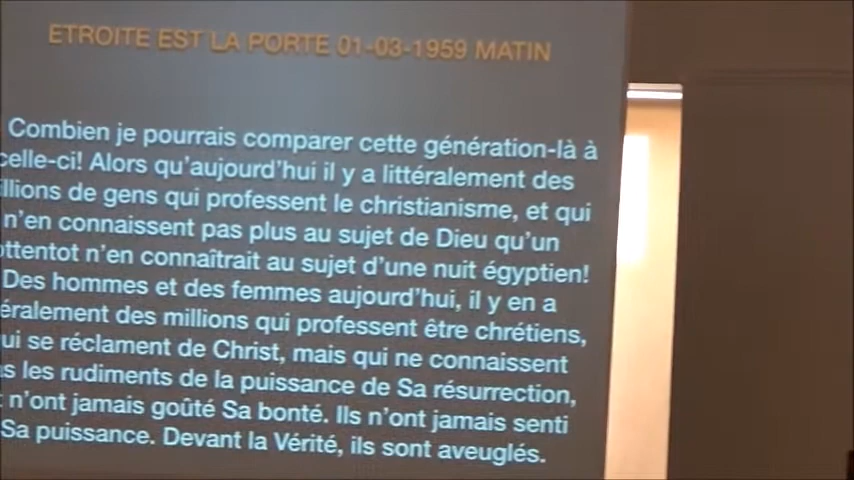 ETROITE EST LA PORTE 01-03-1959 MATIN
Combien je pourrais comparer cette génération-là à
celle-ci! Alors qu'aujourd'hui il y a littéralement des
illions de gens qui professent le christianisme, et qui
n'en connaissent pas plus au sujet de Dieu qu'un
ottentot n'en connaîtrait au sujet d'une nuit égyptien!
Des hommes et des femmes aujourd'hui, il y en a
éralement des millions qui professent être chrétiens,
ui se réclament de Christ, mais qui ne connaissent
s les rudiments de la puissance de Sa résurrection,
n'ont jamais goûté Sa bonté. Ils n'ont jamais senti
Sa puissance. Devant la Vérité, ils sont aveuglés.